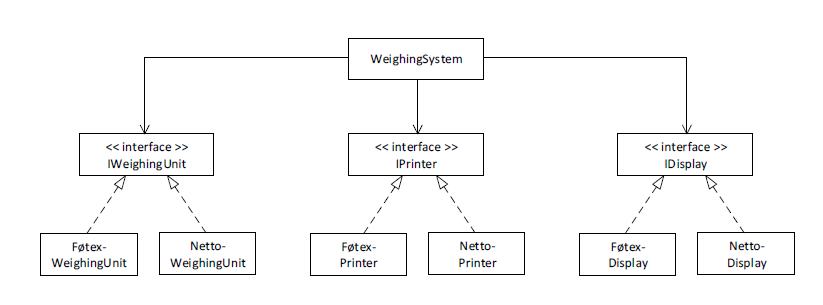 WeighingSystem
<< interface >>
IWeighingUnit
<< interface >>
IPrinter
<< interface >>
IDisplay
Føtex-
WeighingUnit
Netto-
WeighingUnit
Føtex-
Printer
Netto-
Printer
Føtex-
Display
Netto-
Display